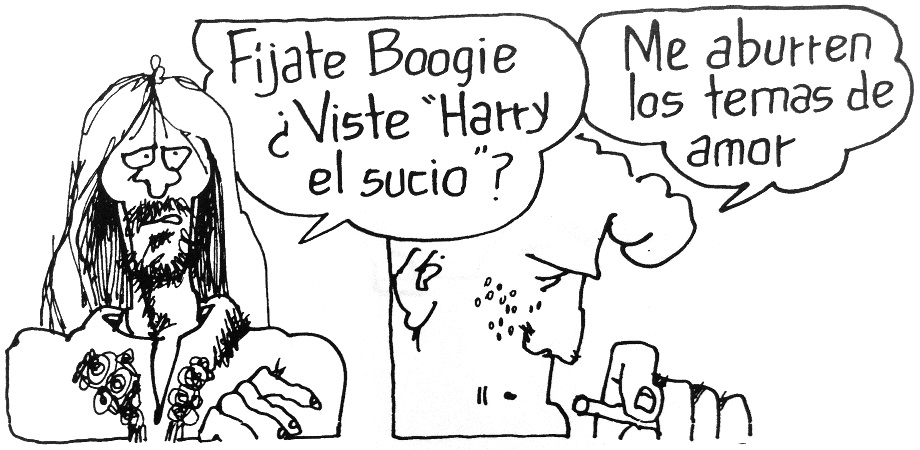 Fijate Boogie
¿Viste "Harry
el sucio"?
Me aburren
los temas de
amor